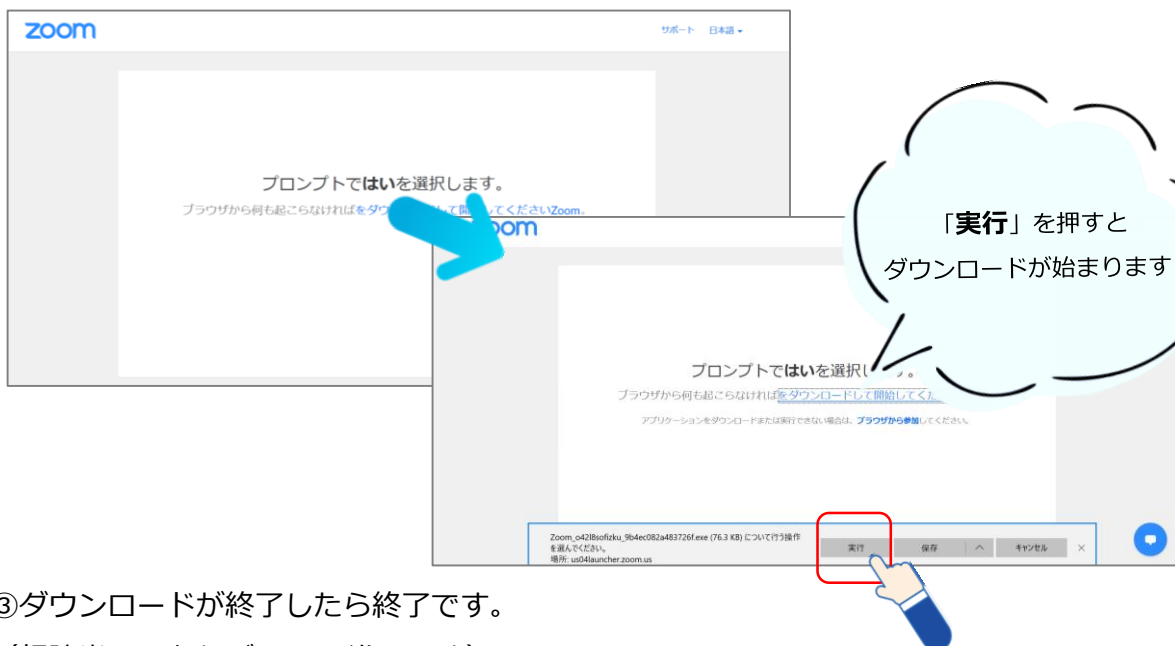 zoom
サポート 日本語
プロンプトではいを選択します。
ブラウザから何も起こらなければをダウ して開 してくださいZoom。
oom
「実行」を押すと
ダウンロードが始まります
プロンプトではいを選択し 。
ブラウザから何も起こらなければをダウンロードして開始してくだ
アプリケーションをダウンロードまたは実行できない場合は、ブラウザから参加してください。
Zoom_o42l8sofizku_9b4ec082a483726f.exe (76.3 KB) について行う操作
を選んでください。
場所: us04launcher.zoom.us
実行 保存 キャンセル ×
③ダウンロードが終了したら終了です。